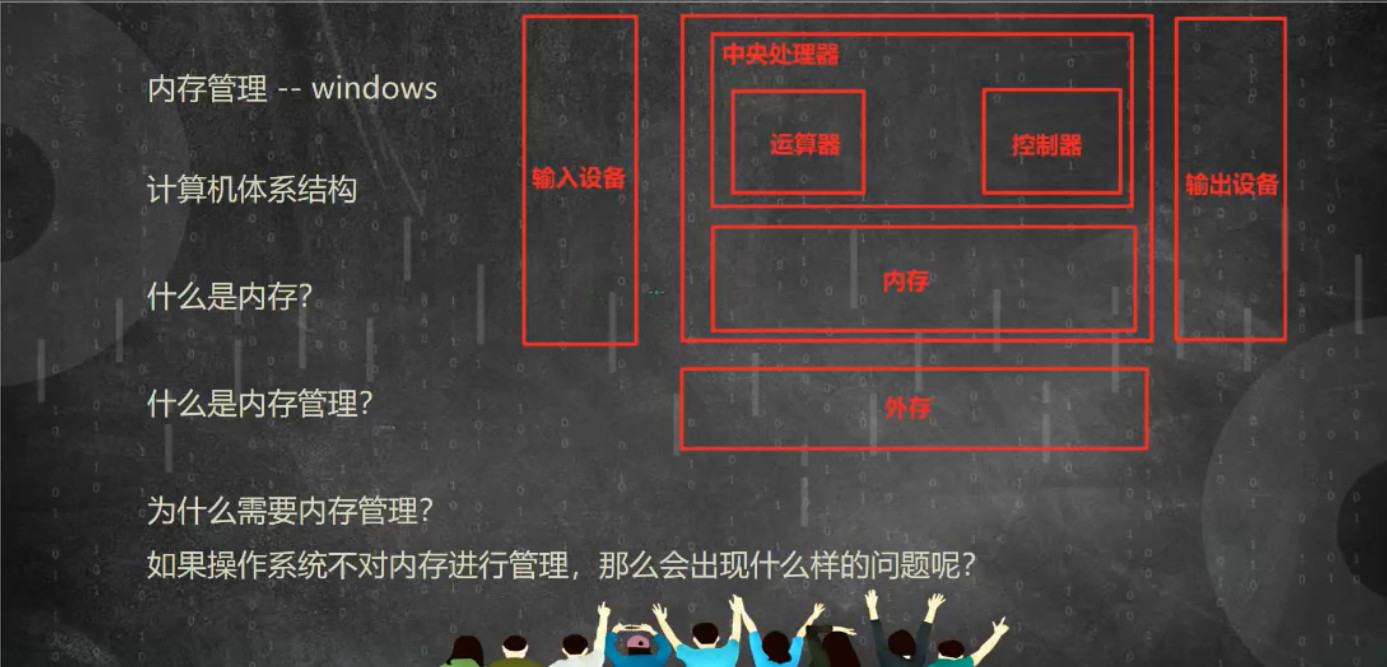 内存管理 -- windows
计算机体系结构
什么是内存?
什么是内存管理?
为什么需要内存管理?
如果操作系统不对内存进行管理，那么会出现什么样的问题呢?
输入设备
中央处理器
运算器
控制器
内存
外存
输出设备